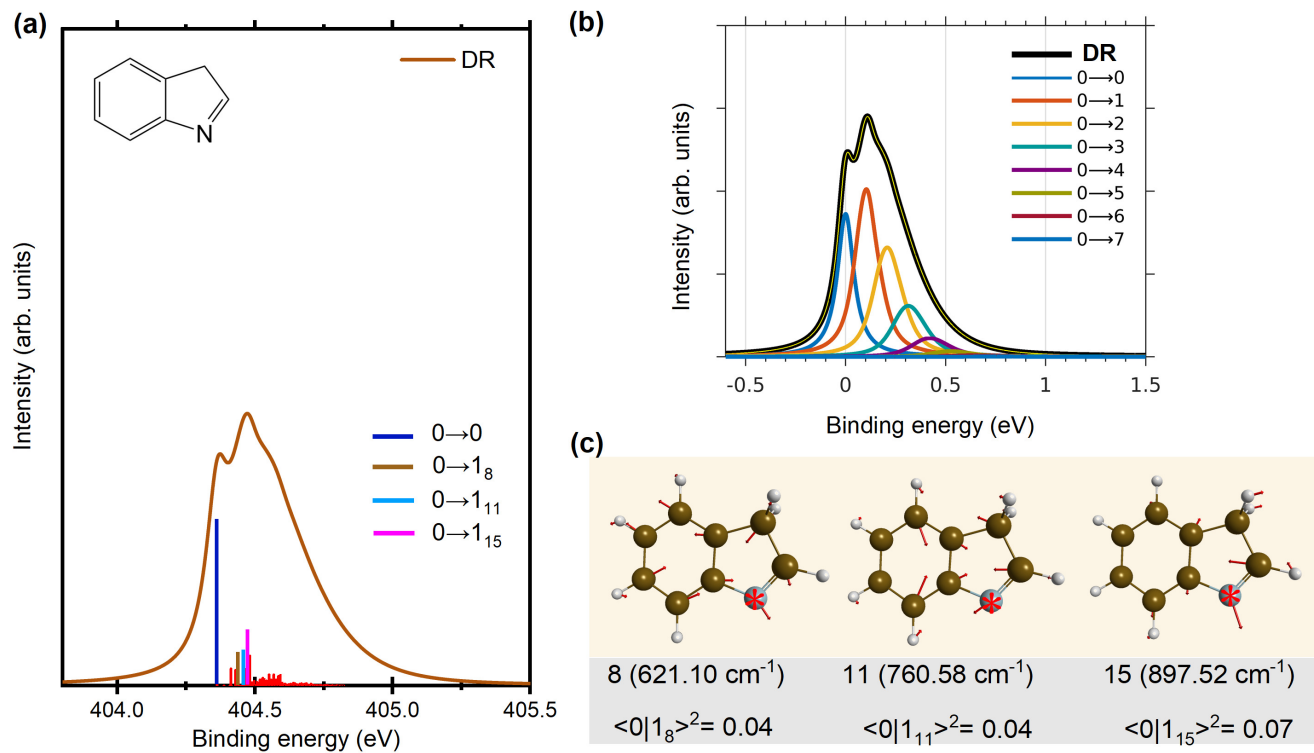 (a)
DR
N
0→0
0→1₈
0→1₁₁
0→1₁₅
Intensity (arb. units)
404.0 404.5 405.0 405.5
Binding energy (eV)
(b)
DR
0→0
0→1
0→2
0→3
0→4
0→5
0→6
0→7
Intensity (arb. units)
-0.5 0 0.5 1 1.5
Binding energy (eV)
(c)
* * *
8 (621.10 cm⁻¹) 11 (760.58 cm⁻¹) 15 (897.52 cm⁻¹)
<0|1₈>²= 0.04 <0|1₁₁>²= 0.04 <0|1₁₅>²= 0.07